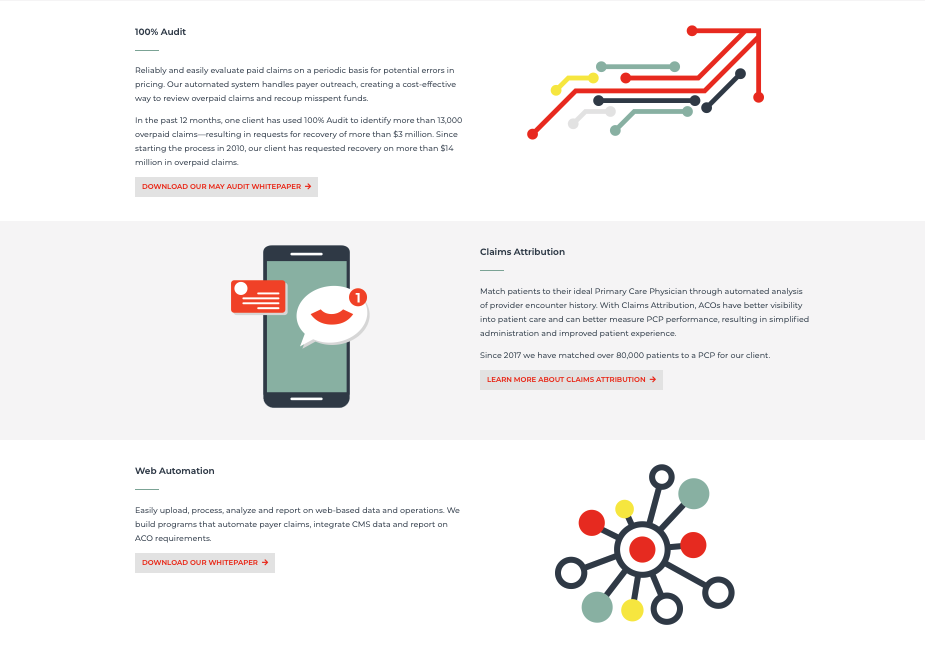 100% Audit
Reliably and easily evaluate paid claims on a periodic basis for potential errors in
pricing. Our automated system handles payer outreach, creating a cost-effective
way to review overpaid claims and recoup misspent funds.
In the past 12 months, one client has used 100% Audit to identify more than 13,000
overpaid claims—resulting in requests for recovery of more than $3 million. Since
starting the process in 2010, our client has requested recovery on more than $14
million in overpaid claims.
DOWNLOAD OUR MAY AUDIT WHITEPAPER →
1
Claims Attribution
Match patients to their ideal Primary Care Physician through automated analysis
of provider encounter history. With Claims Attribution, ACOs have better visibility
into patient care and can better measure PCP performance, resulting in simplified
administration and improved patient experience.
Since 2017 we have matched over 80,000 patients to a PCP for our client.
LEARN MORE ABOUT CLAIMS ATTRIBUTION →
Web Automation
Easily upload, process, analyze and report on web-based data and operations. We
build programs that automate payer claims, integrate CMS data and report on
ACO requirements.
DOWNLOAD OUR WHITEPAPER →